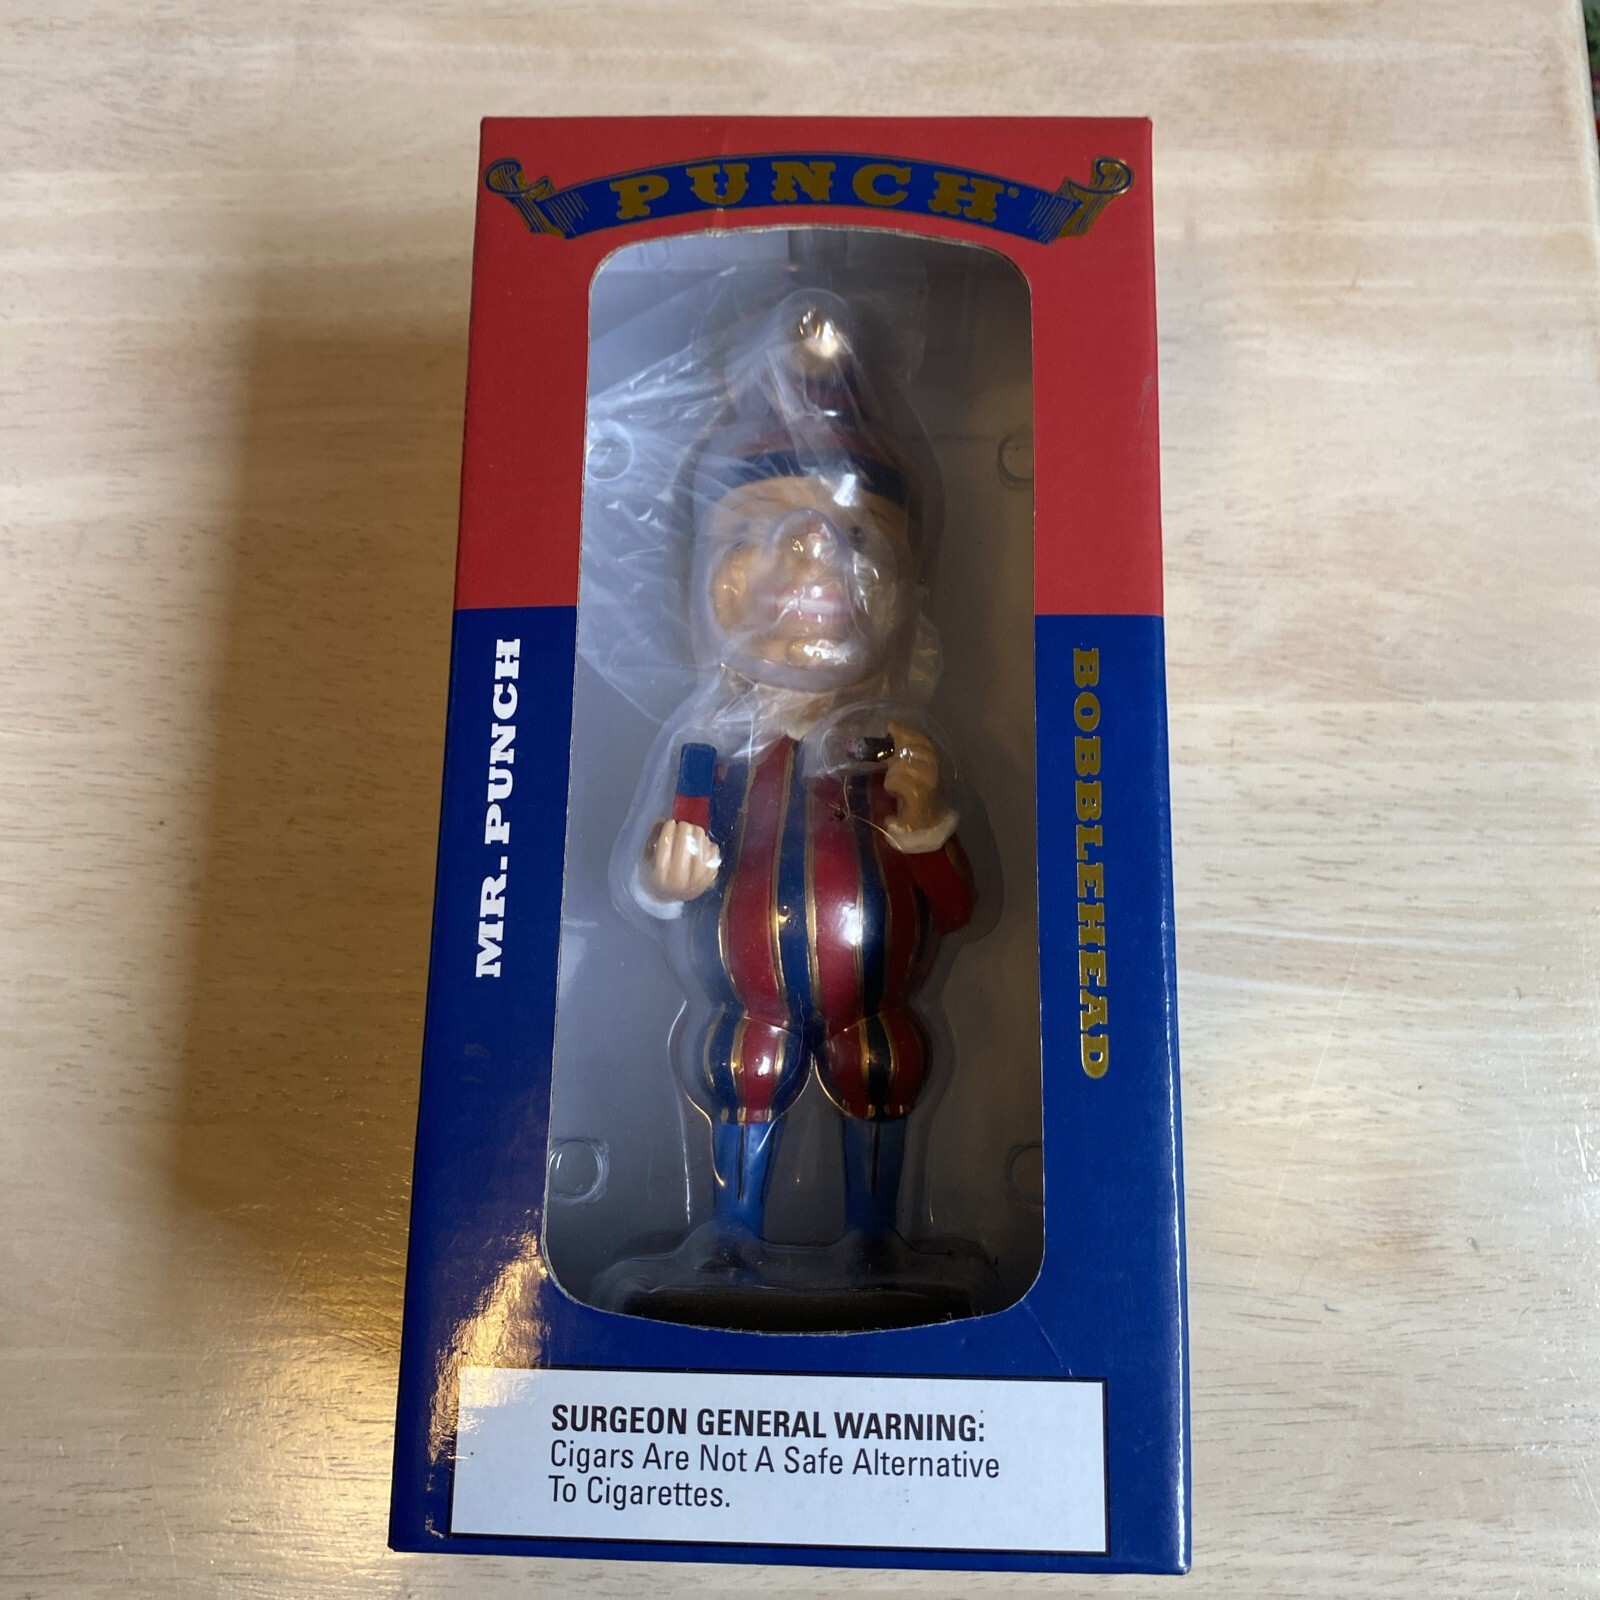 PUNCH®
MR. PUNCH
BOBBLEHEAD
SURGEON GENERAL WARNING:
Cigars Are Not A Safe Alternative
To Cigarettes.